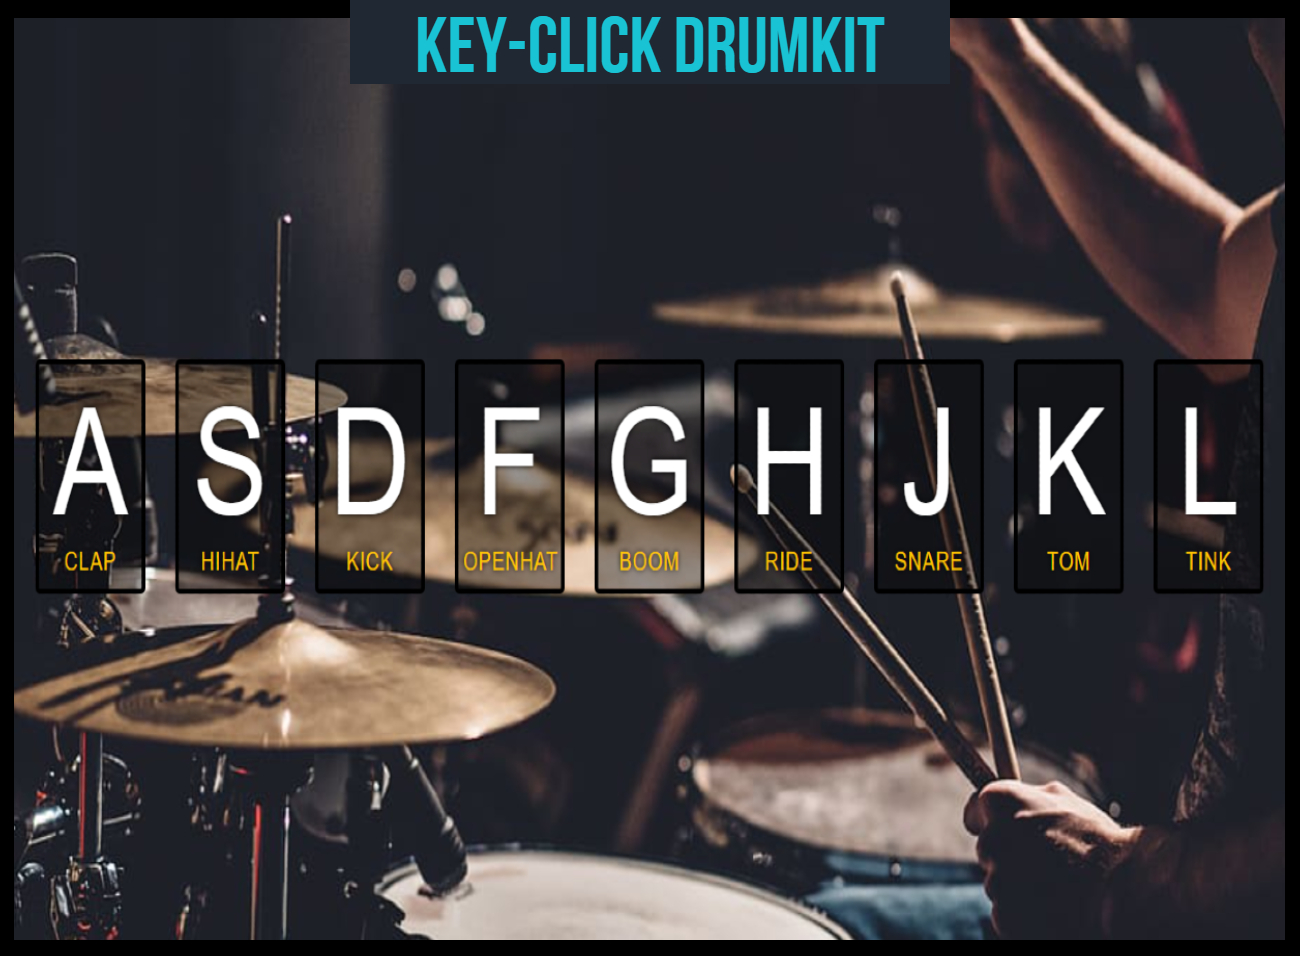 KEY-CLICK DRUMKIT
A S D F G H J K L
CLAP HIHAT KICK OPENHAT BOOM RIDE SNARE TOM TINK